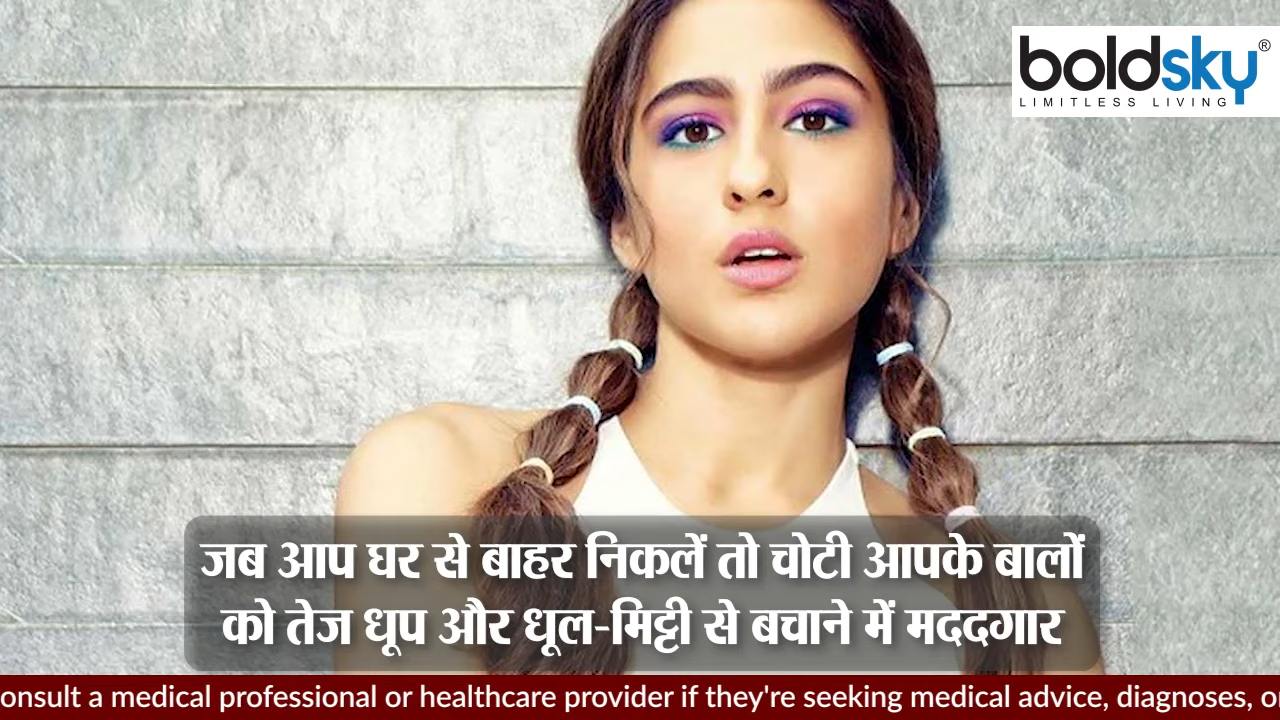 boldsky®
LIMITLESS LIVING
जब आप घर से बाहर निकलें तो चोटी आपके बालों
को तेज धूप और धूल-मिट्टी से बचाने में मददगार
onsult a medical professional or healthcare provider if they're seeking medical advice, diagnoses, o